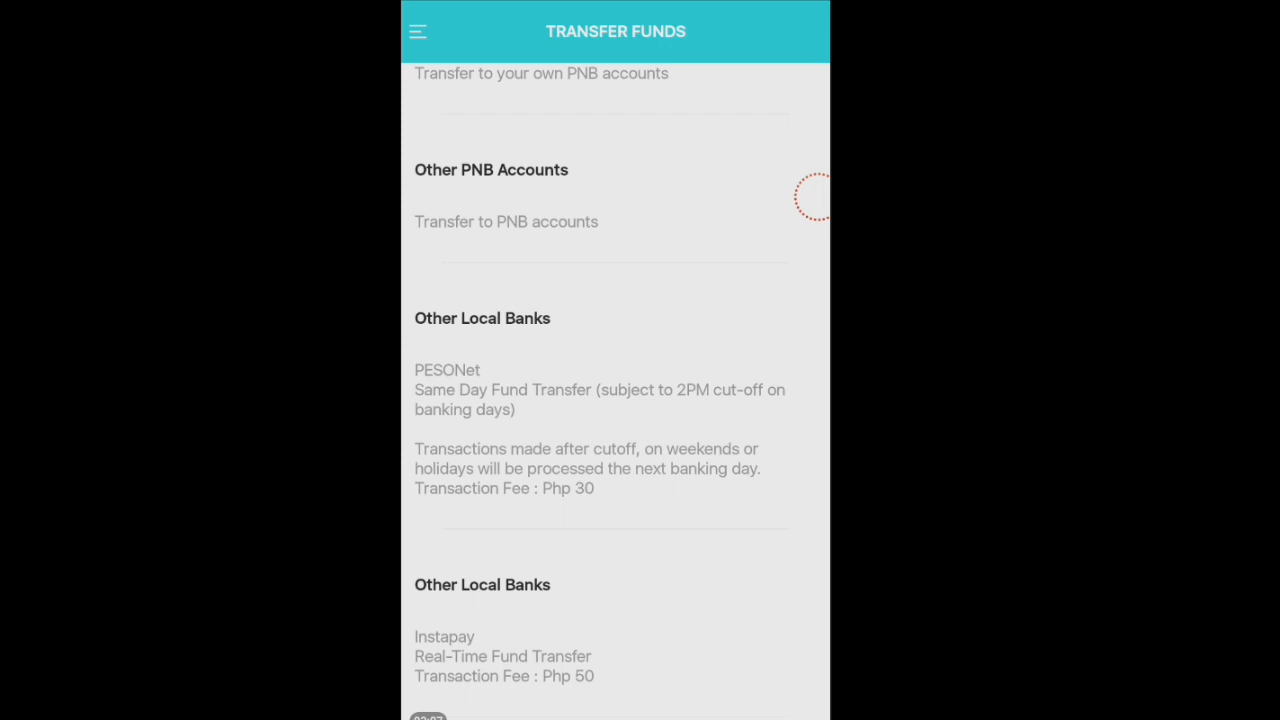 TRANSFER FUNDS
Transfer to your own PNB accounts
Other PNB Accounts
Transfer to PNB accounts
Other Local Banks
PESONet
Same Day Fund Transfer (subject to 2PM cut-off on
banking days)
Transactions made after cutoff, on weekends or
holidays will be processed the next banking day.
Transaction Fee : Php 30
Other Local Banks
Instapay
Real-Time Fund Transfer
Transaction Fee : Php 50